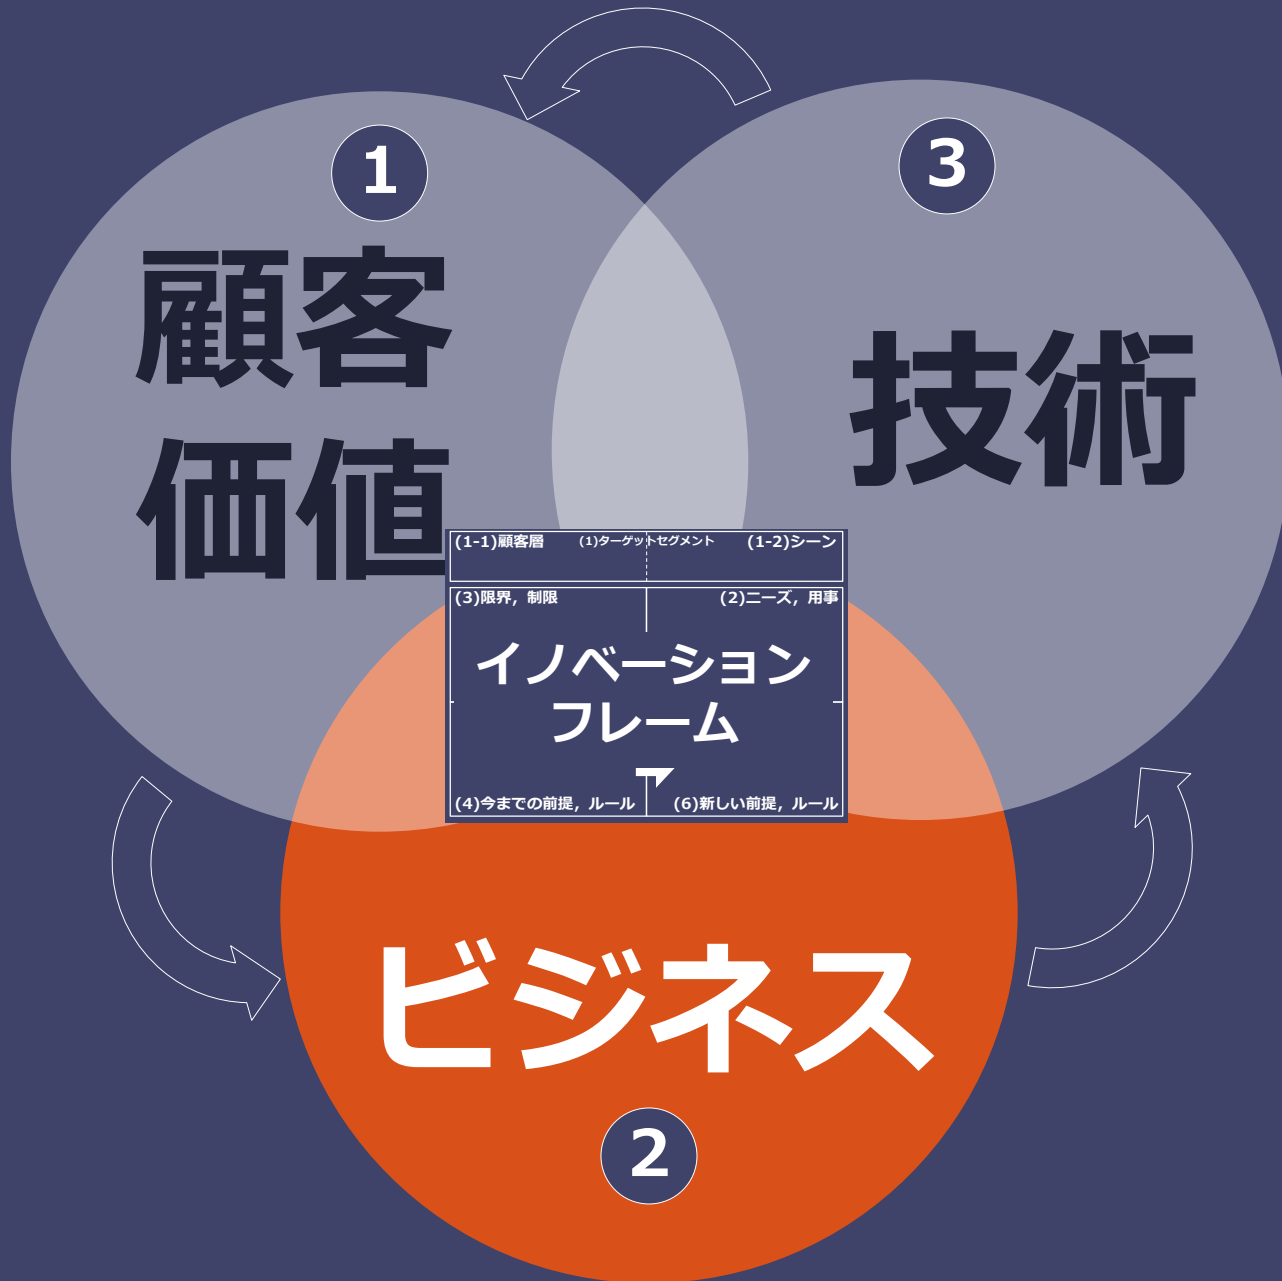 1
3
顧客
価値
技術
(1-1)顧客層 (1)ターゲットセグメント (1-2)シーン
(3)限界，制限 (2)ニーズ，用事
イノベーション
フレーム
(4)今までの前提，ルール (6)新しい前提，ルール
ビジネス
2